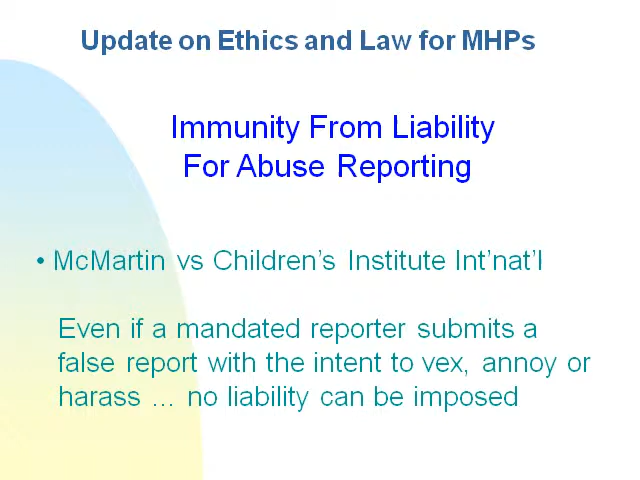 Update on Ethics and Law for MHPs
Immunity From Liability
For Abuse Reporting
• McMartin vs Children's Institute Int'nat'l
Even if a mandated reporter submits a
false report with the intent to vex, annoy or
harass … no liability can be imposed